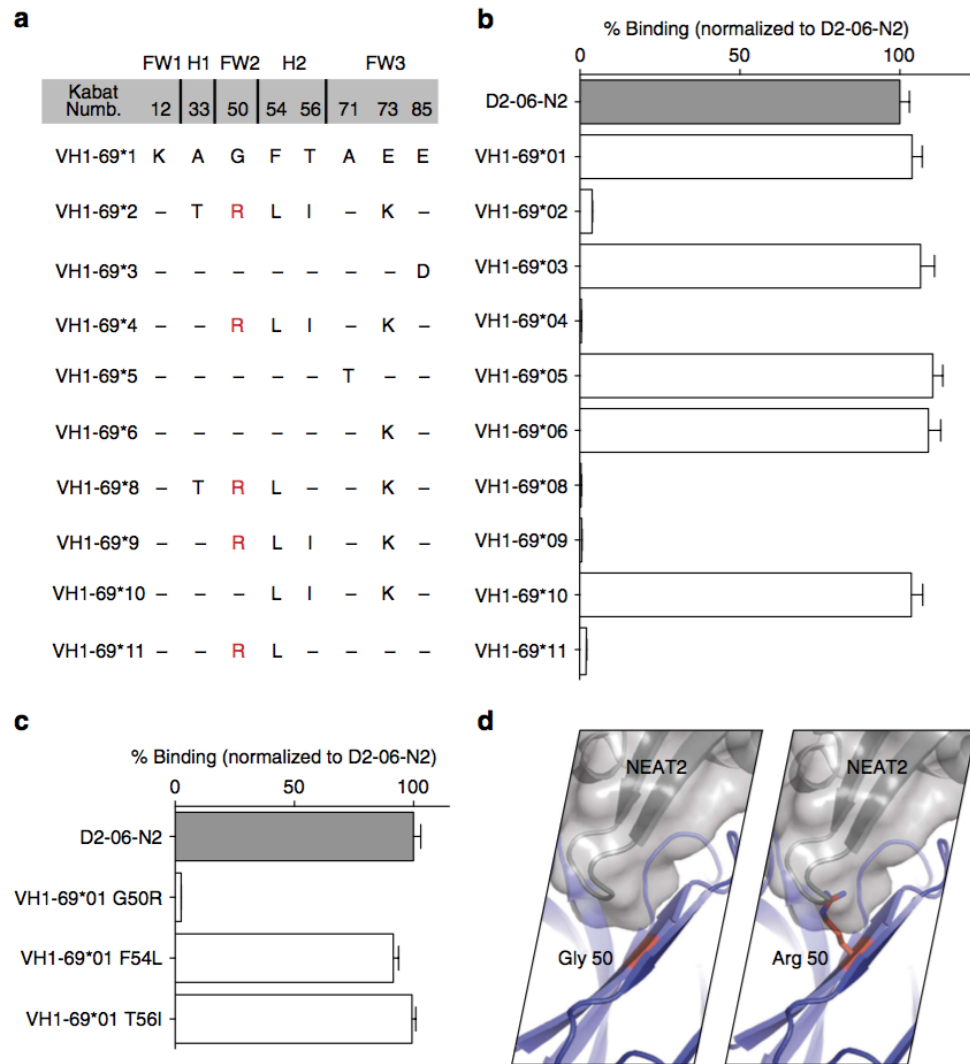 a
FW1 H1 FW2 H2 FW3
Kabat Numb. 12 33 50 54 56 71 73 85
VH1-69*1 K A G F T A E E
VH1-69*2 – T R L I – K –
VH1-69*3 – – – – – – – D
VH1-69*4 – – R L I – K –
VH1-69*5 – – – – – T – –
VH1-69*6 – – – – – – K –
VH1-69*8 – T R L – – K –
VH1-69*9 – – R L I – K –
VH1-69*10 – – – L I – K –
VH1-69*11 – – R L – – – –
b
% Binding (normalized to D2-06-N2)
0 50 100
D2-06-N2
VH1-69*01
VH1-69*02
VH1-69*03
VH1-69*04
VH1-69*05
VH1-69*06
VH1-69*08
VH1-69*09
VH1-69*10
VH1-69*11
c
% Binding (normalized to D2-06-N2)
0 50 100
D2-06-N2
VH1-69*01 G50R
VH1-69*01 F54L
VH1-69*01 T56I
d
NEAT2
Gly 50
NEAT2
Arg 50